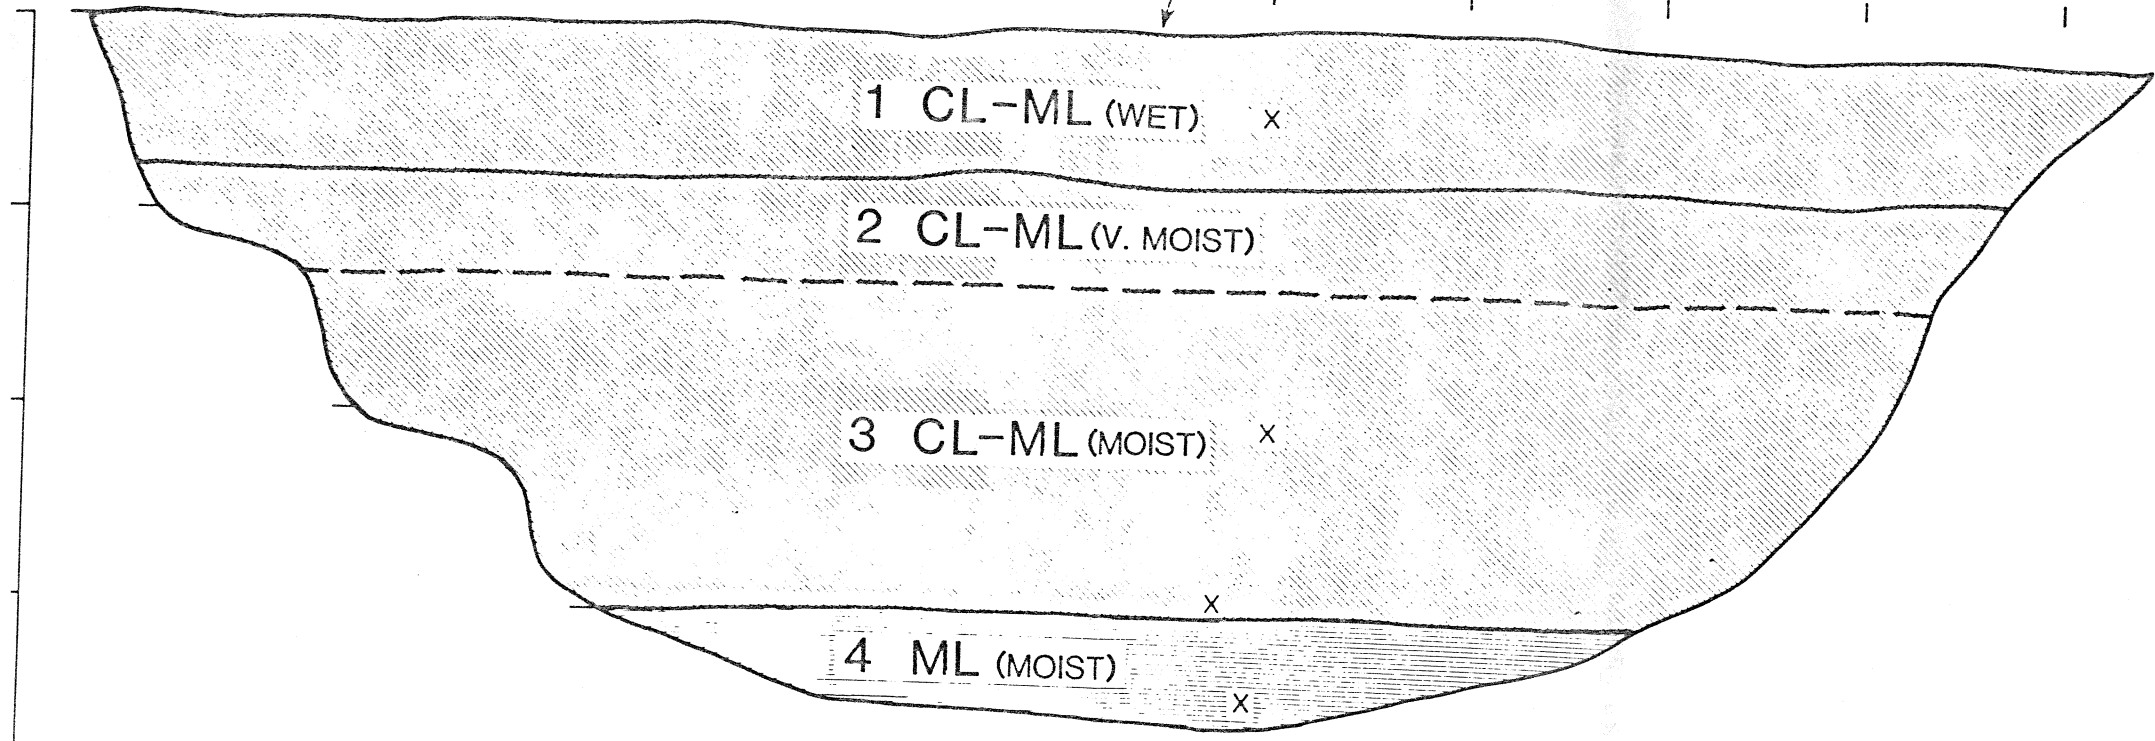 1 CL-ML (WET) x
2 CL-ML (V. MOIST)
3 CL-ML (MOIST) x
x
4 ML (MOIST)
x